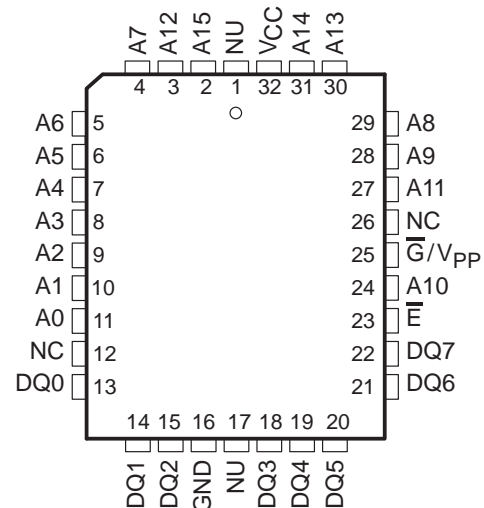 A7 A12 A15 NU VCC A14 A13
4 3 2 1 32 31 30
A6 5 29 A8
A5 6 28 A9
A4 7 27 A11
A3 8 26 NC
A2 9 25 G̅/VPP
A1 10 24 A10
A0 11 23 E̅
NC 12 22 DQ7
DQ0 13 21 DQ6
14 15 16 17 18 19 20
DQ1 DQ2 GND NU DQ3 DQ4 DQ5